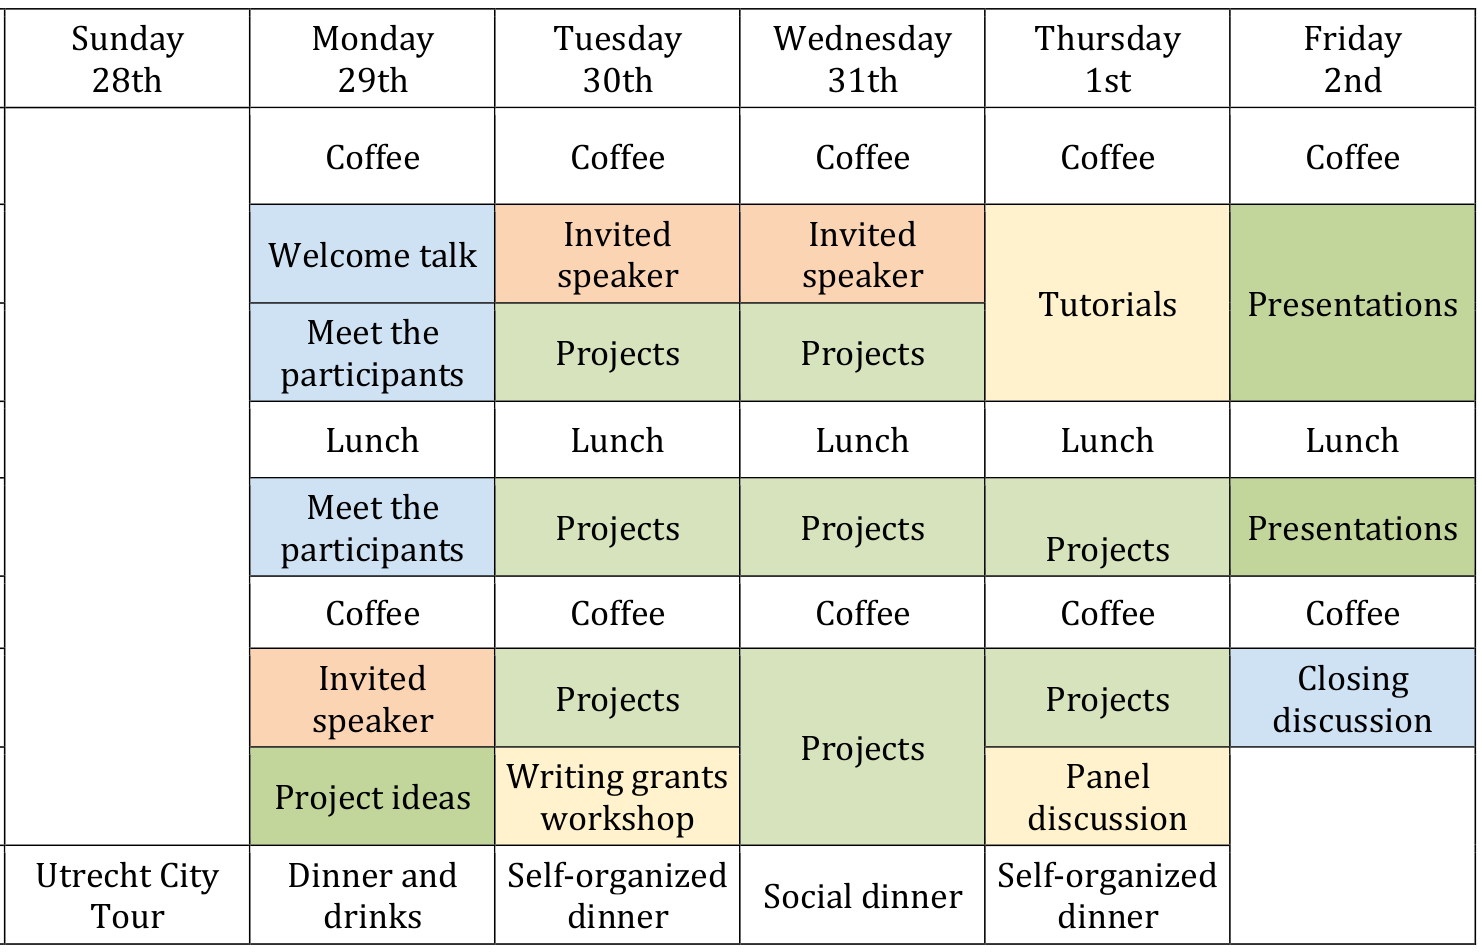 Sunday
28th
Monday
29th
Tuesday
30th
Wednesday
31th
Thursday
1st
Friday
2nd
Coffee
Coffee
Coffee
Coffee
Coffee
Welcome talk
Invited
speaker
Invited
speaker
Tutorials
Presentations
Meet the
participants
Projects
Projects
Lunch
Lunch
Lunch
Lunch
Lunch
Meet the
participants
Projects
Projects
Projects
Presentations
Coffee
Coffee
Coffee
Coffee
Coffee
Invited
speaker
Projects
Projects
Projects
Closing
discussion
Project ideas
Writing grants
workshop
Panel
discussion
Utrecht City
Tour
Dinner and
drinks
Self-organized
dinner
Social dinner
Self-organized
dinner